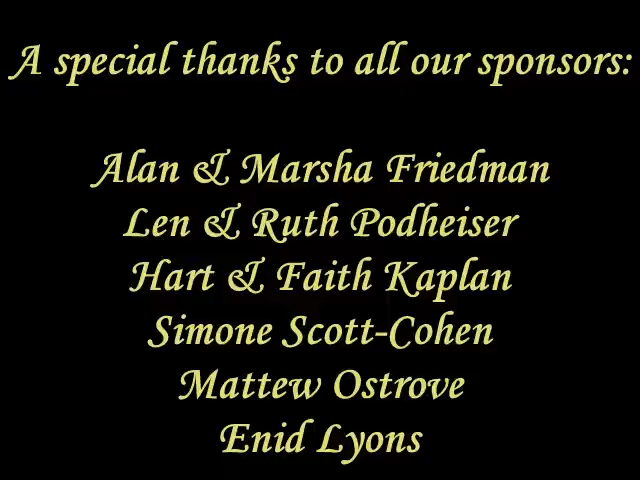 A special thanks to all our sponsors:
Alan & Marsha Friedman
Len & Ruth Podheiser
Hart & Faith Kaplan
Simone Scott-Cohen
Mattew Ostrove
Enid Lyons